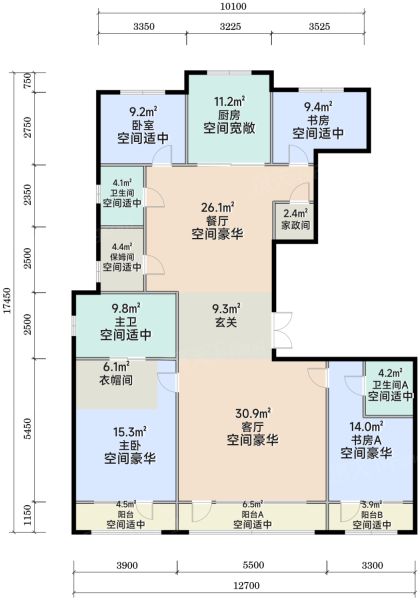 10100
3350
3225
3525
750
2750
2350
2500
17450
2500
5450
1150
9.2㎡
卧室
空间适中
11.2㎡
厨房
空间宽敞
9.4㎡
书房
空间适中
4.1㎡
卫生间
空间适中
26.1㎡
餐厅
空间豪华
2.4㎡
家政间
4.4㎡
保姆间
空间适中
9.8㎡
主卫
空间适中
9.3㎡
玄关
6.1㎡
衣帽间
30.9㎡
客厅
空间豪华
4.2㎡
卫生间A
空间适中
15.3㎡
主卧
空间豪华
14.0㎡
书房A
空间豪华
4.5㎡
阳台
空间适中
6.5㎡
阳台A
空间适中
3.9㎡
阳台B
空间适中
3900
5500
3300
12700